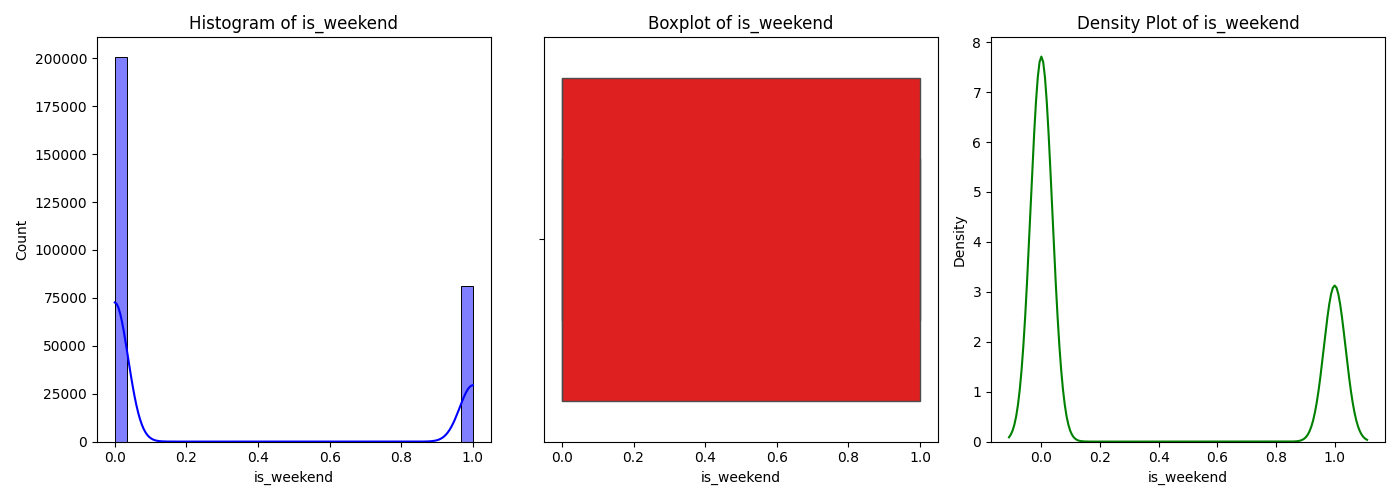 Histogram of is_weekend
200000
175000
150000
125000
100000
75000
50000
25000
0
Count
0.0 0.2 0.4 0.6 0.8 1.0
is_weekend
Boxplot of is_weekend
0.0 0.2 0.4 0.6 0.8 1.0
is_weekend
Density Plot of is_weekend
8
7
6
5
4
3
2
1
0
Density
0.0 0.2 0.4 0.6 0.8 1.0
is_weekend